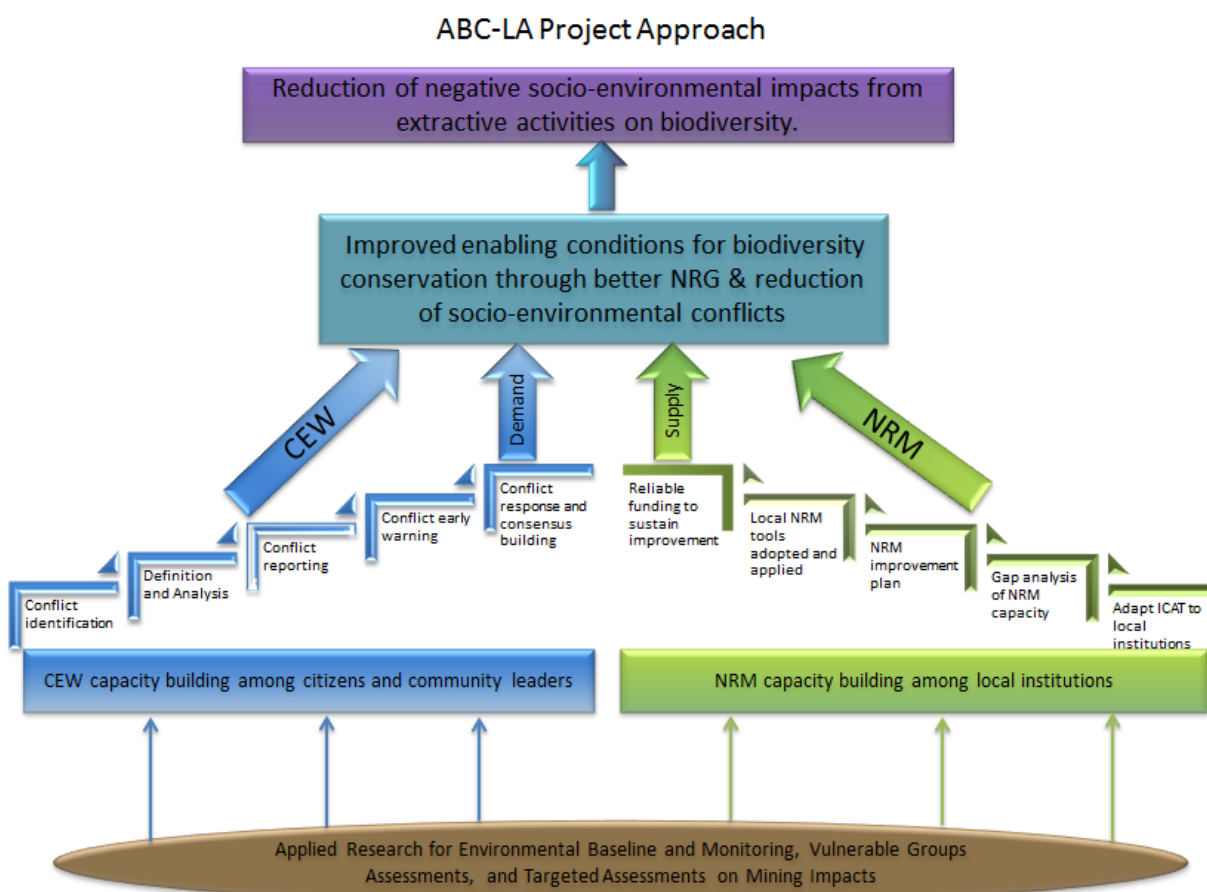 ABC-LA Project Approach
Reduction of negative socio-environmental impacts from
extractive activities on biodiversity.
Improved enabling conditions for biodiversity
conservation through better NRG & reduction
of socio-environmental conflicts
CEW
Demand
Supply
NRM
Conflict
identification
Definition
and Analysis
Conflict
reporting
Conflict early
warning
Conflict
response and
consensus
building
Reliable
funding to
sustain
improvement
Local NRM
tools
adopted and
applied
NRM
improvement
plan
Gap analysis
of NRM
capacity
Adapt ICAT to
local
institutions
CEW capacity building among citizens and community leaders
NRM capacity building among local institutions
Applied Research for Environmental Baseline and Monitoring, Vulnerable Groups
Assessments, and Targeted Assessments on Mining Impacts